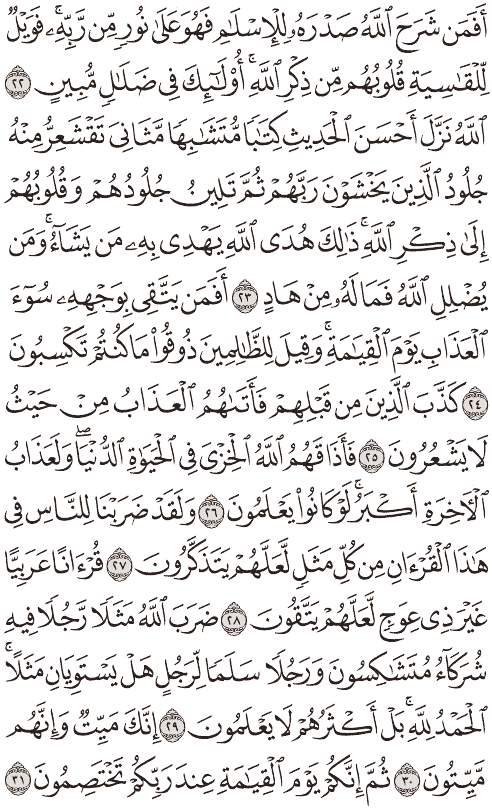 أَفَمَن شَرَحَ ٱللَّهُ صَدْرَهُۥ لِلْإِسْلَٰمِ فَهُوَ عَلَىٰ نُورٍ مِّن رَّبِّهِۦ ۚ فَوَيْلٌ
لِّلْقَٰسِيَةِ قُلُوبُهُم مِّن ذِكْرِ ٱللَّهِ ۚ أُو۟لَٰٓئِكَ فِى ضَلَٰلٍ مُّبِينٍ ٢٢
ٱللَّهُ نَزَّلَ أَحْسَنَ ٱلْحَدِيثِ كِتَٰبًا مُّتَشَٰبِهًا مَّثَانِىَ تَقْشَعِرُّ مِنْهُ
جُلُودُ ٱلَّذِينَ يَخْشَوْنَ رَبَّهُمْ ثُمَّ تَلِينُ جُلُودُهُمْ وَقُلُوبُهُمْ
إِلَىٰ ذِكْرِ ٱللَّهِ ۚ ذَٰلِكَ هُدَى ٱللَّهِ يَهْدِى بِهِۦ مَن يَشَآءُ ۚ وَمَن
يُضْلِلِ ٱللَّهُ فَمَا لَهُۥ مِنْ هَادٍ ٢٣ أَفَمَن يَتَّقِى بِوَجْهِهِۦ سُوٓءَ
ٱلْعَذَابِ يَوْمَ ٱلْقِيَٰمَةِ ۚ وَقِيلَ لِلظَّٰلِمِينَ ذُوقُوا۟ مَا كُنتُمْ تَكْسِبُونَ
٢٤ كَذَّبَ ٱلَّذِينَ مِن قَبْلِهِمْ فَأَتَىٰهُمُ ٱلْعَذَابُ مِنْ حَيْثُ
لَا يَشْعُرُونَ ٢٥ فَأَذَاقَهُمُ ٱللَّهُ ٱلْخِزْىَ فِى ٱلْحَيَوٰةِ ٱلدُّنْيَا ۖ وَلَعَذَابُ
ٱلْءَاخِرَةِ أَكْبَرُ ۚ لَوْ كَانُوا۟ يَعْلَمُونَ ٢٦ وَلَقَدْ ضَرَبْنَا لِلنَّاسِ فِى
هَٰذَا ٱلْقُرْءَانِ مِن كُلِّ مَثَلٍ لَّعَلَّهُمْ يَتَذَكَّرُونَ ٢٧ قُرْءَانًا عَرَبِيًّا
غَيْرَ ذِى عِوَجٍ لَّعَلَّهُمْ يَتَّقُونَ ٢٨ ضَرَبَ ٱللَّهُ مَثَلًا رَّجُلًا فِيهِ
شُرَكَآءُ مُتَشَٰكِسُونَ وَرَجُلًا سَلَمًا لِّرَجُلٍ هَلْ يَسْتَوِيَانِ مَثَلًا ۚ
ٱلْحَمْدُ لِلَّهِ ۚ بَلْ أَكْثَرُهُمْ لَا يَعْلَمُونَ ٢٩ إِنَّكَ مَيِّتٌ وَإِنَّهُم
مَّيِّتُونَ ٣٠ ثُمَّ إِنَّكُمْ يَوْمَ ٱلْقِيَٰمَةِ عِندَ رَبِّكُمْ تَخْتَصِمُونَ ٣١